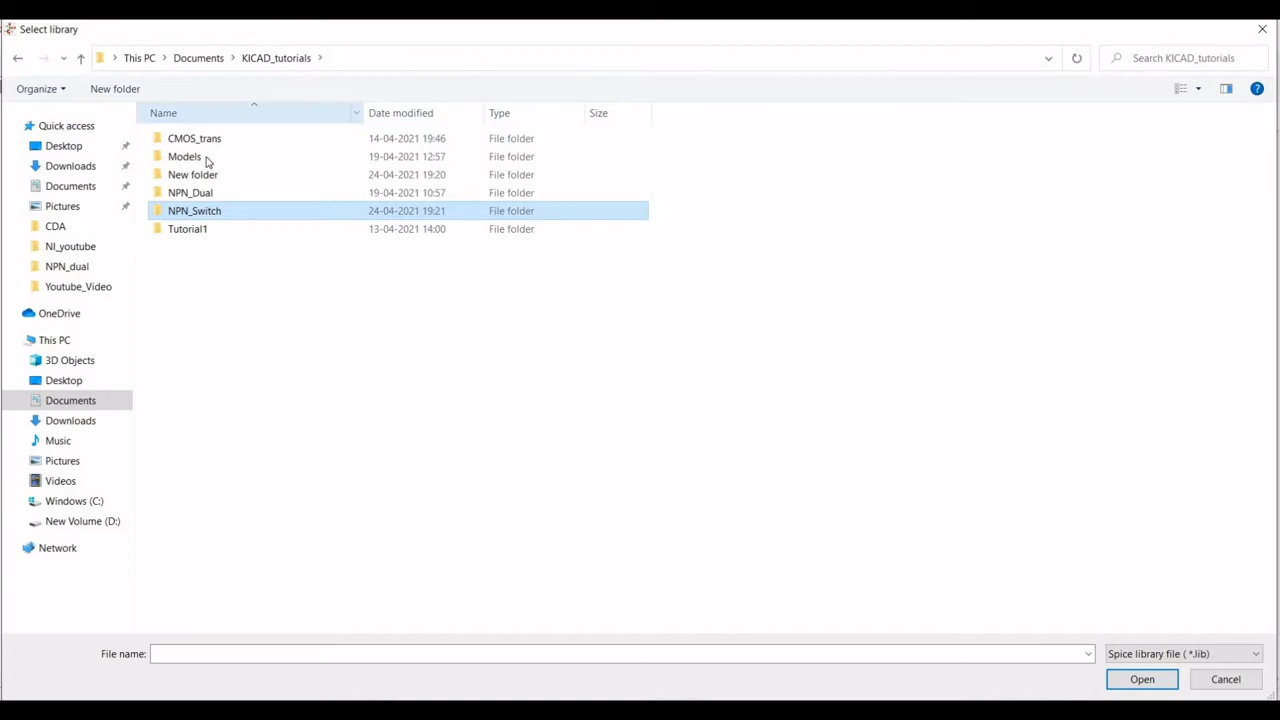 Select library
This PC Documents KICAD_tutorials
Search KICAD_tutorials
Organize New folder
Name Date modified Type Size
CMOS_trans 14-04-2021 19:46 File folder
Models 19-04-2021 12:57 File folder
New folder 24-04-2021 19:20 File folder
NPN_Dual 19-04-2021 10:57 File folder
NPN_Switch 24-04-2021 19:21 File folder
Tutorial1 13-04-2021 14:00 File folder
Quick access
Desktop
Downloads
Documents
Pictures
CDA
NI_youtube
NPN_dual
Youtube_Video
OneDrive
This PC
3D Objects
Desktop
Documents
Downloads
Music
Pictures
Videos
Windows (C:)
New Volume (D:)
Network
File name: Spice library file ( *.lib)
Open Cancel